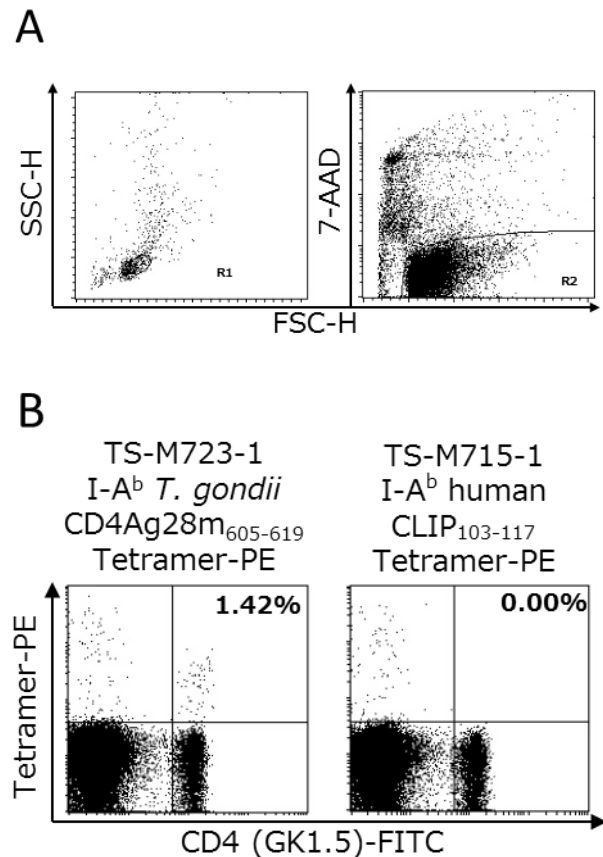 A
SSC-H
R1
7-AAD
R2
FSC-H
B
TS-M723-1
I-Aᵇ T. gondii
CD4Ag28m₆₀₅₋₆₁₉
Tetramer-PE
TS-M715-1
I-Aᵇ human
CLIP₁₀₃₋₁₁₇
Tetramer-PE
Tetramer-PE
1.42%
0.00%
CD4 (GK1.5)-FITC